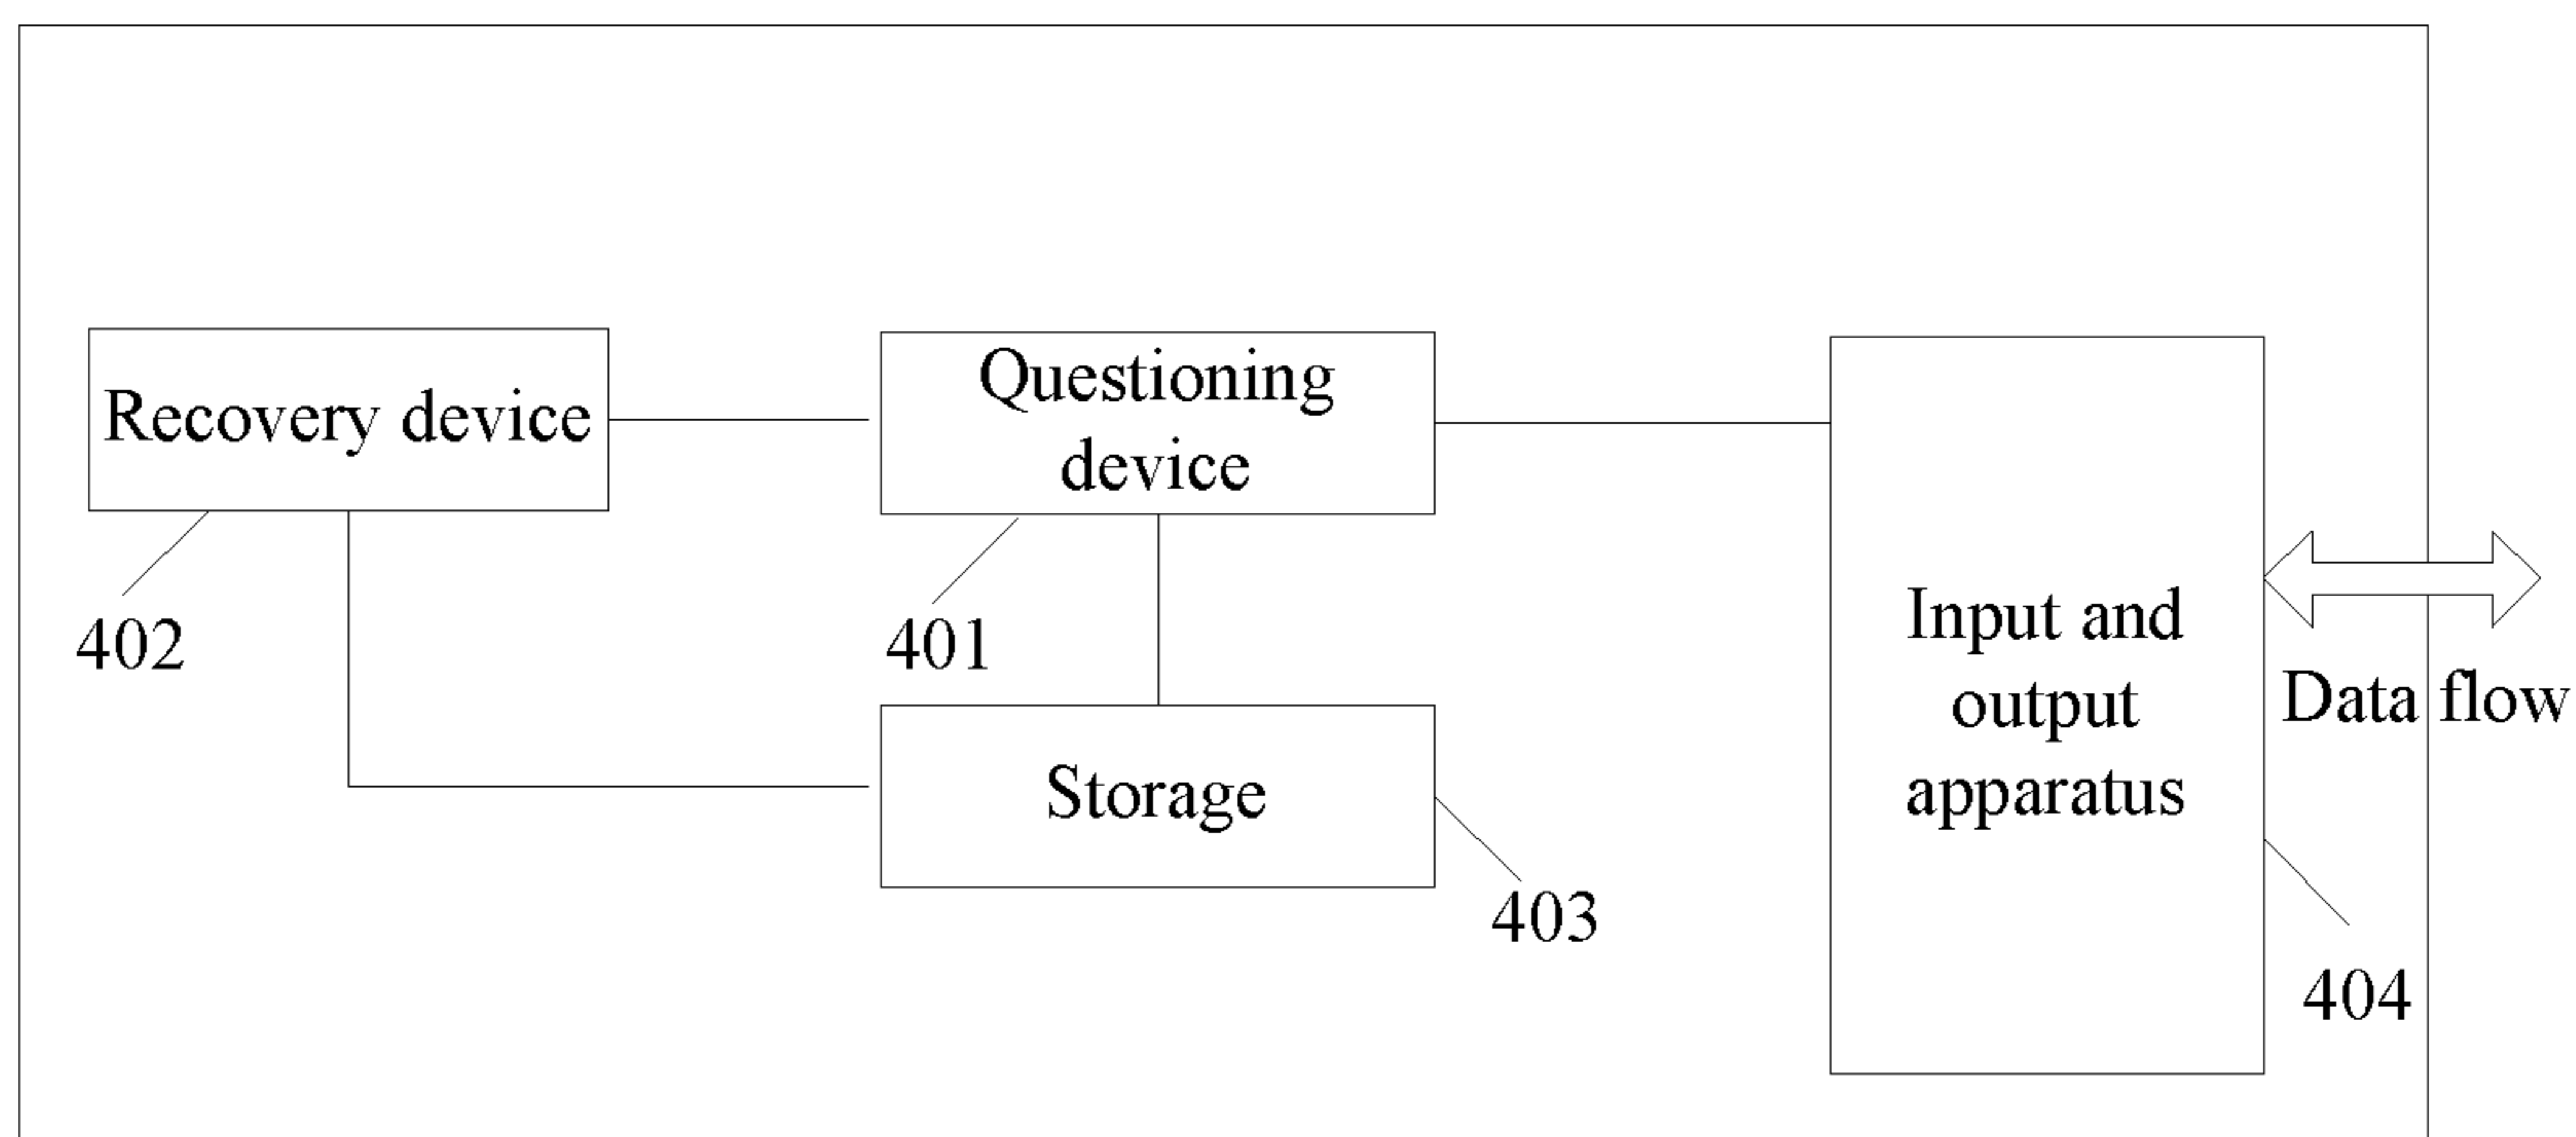 Recovery device
Questioning
device
402
401
Storage
403
Input and
output
apparatus
Data flow
404